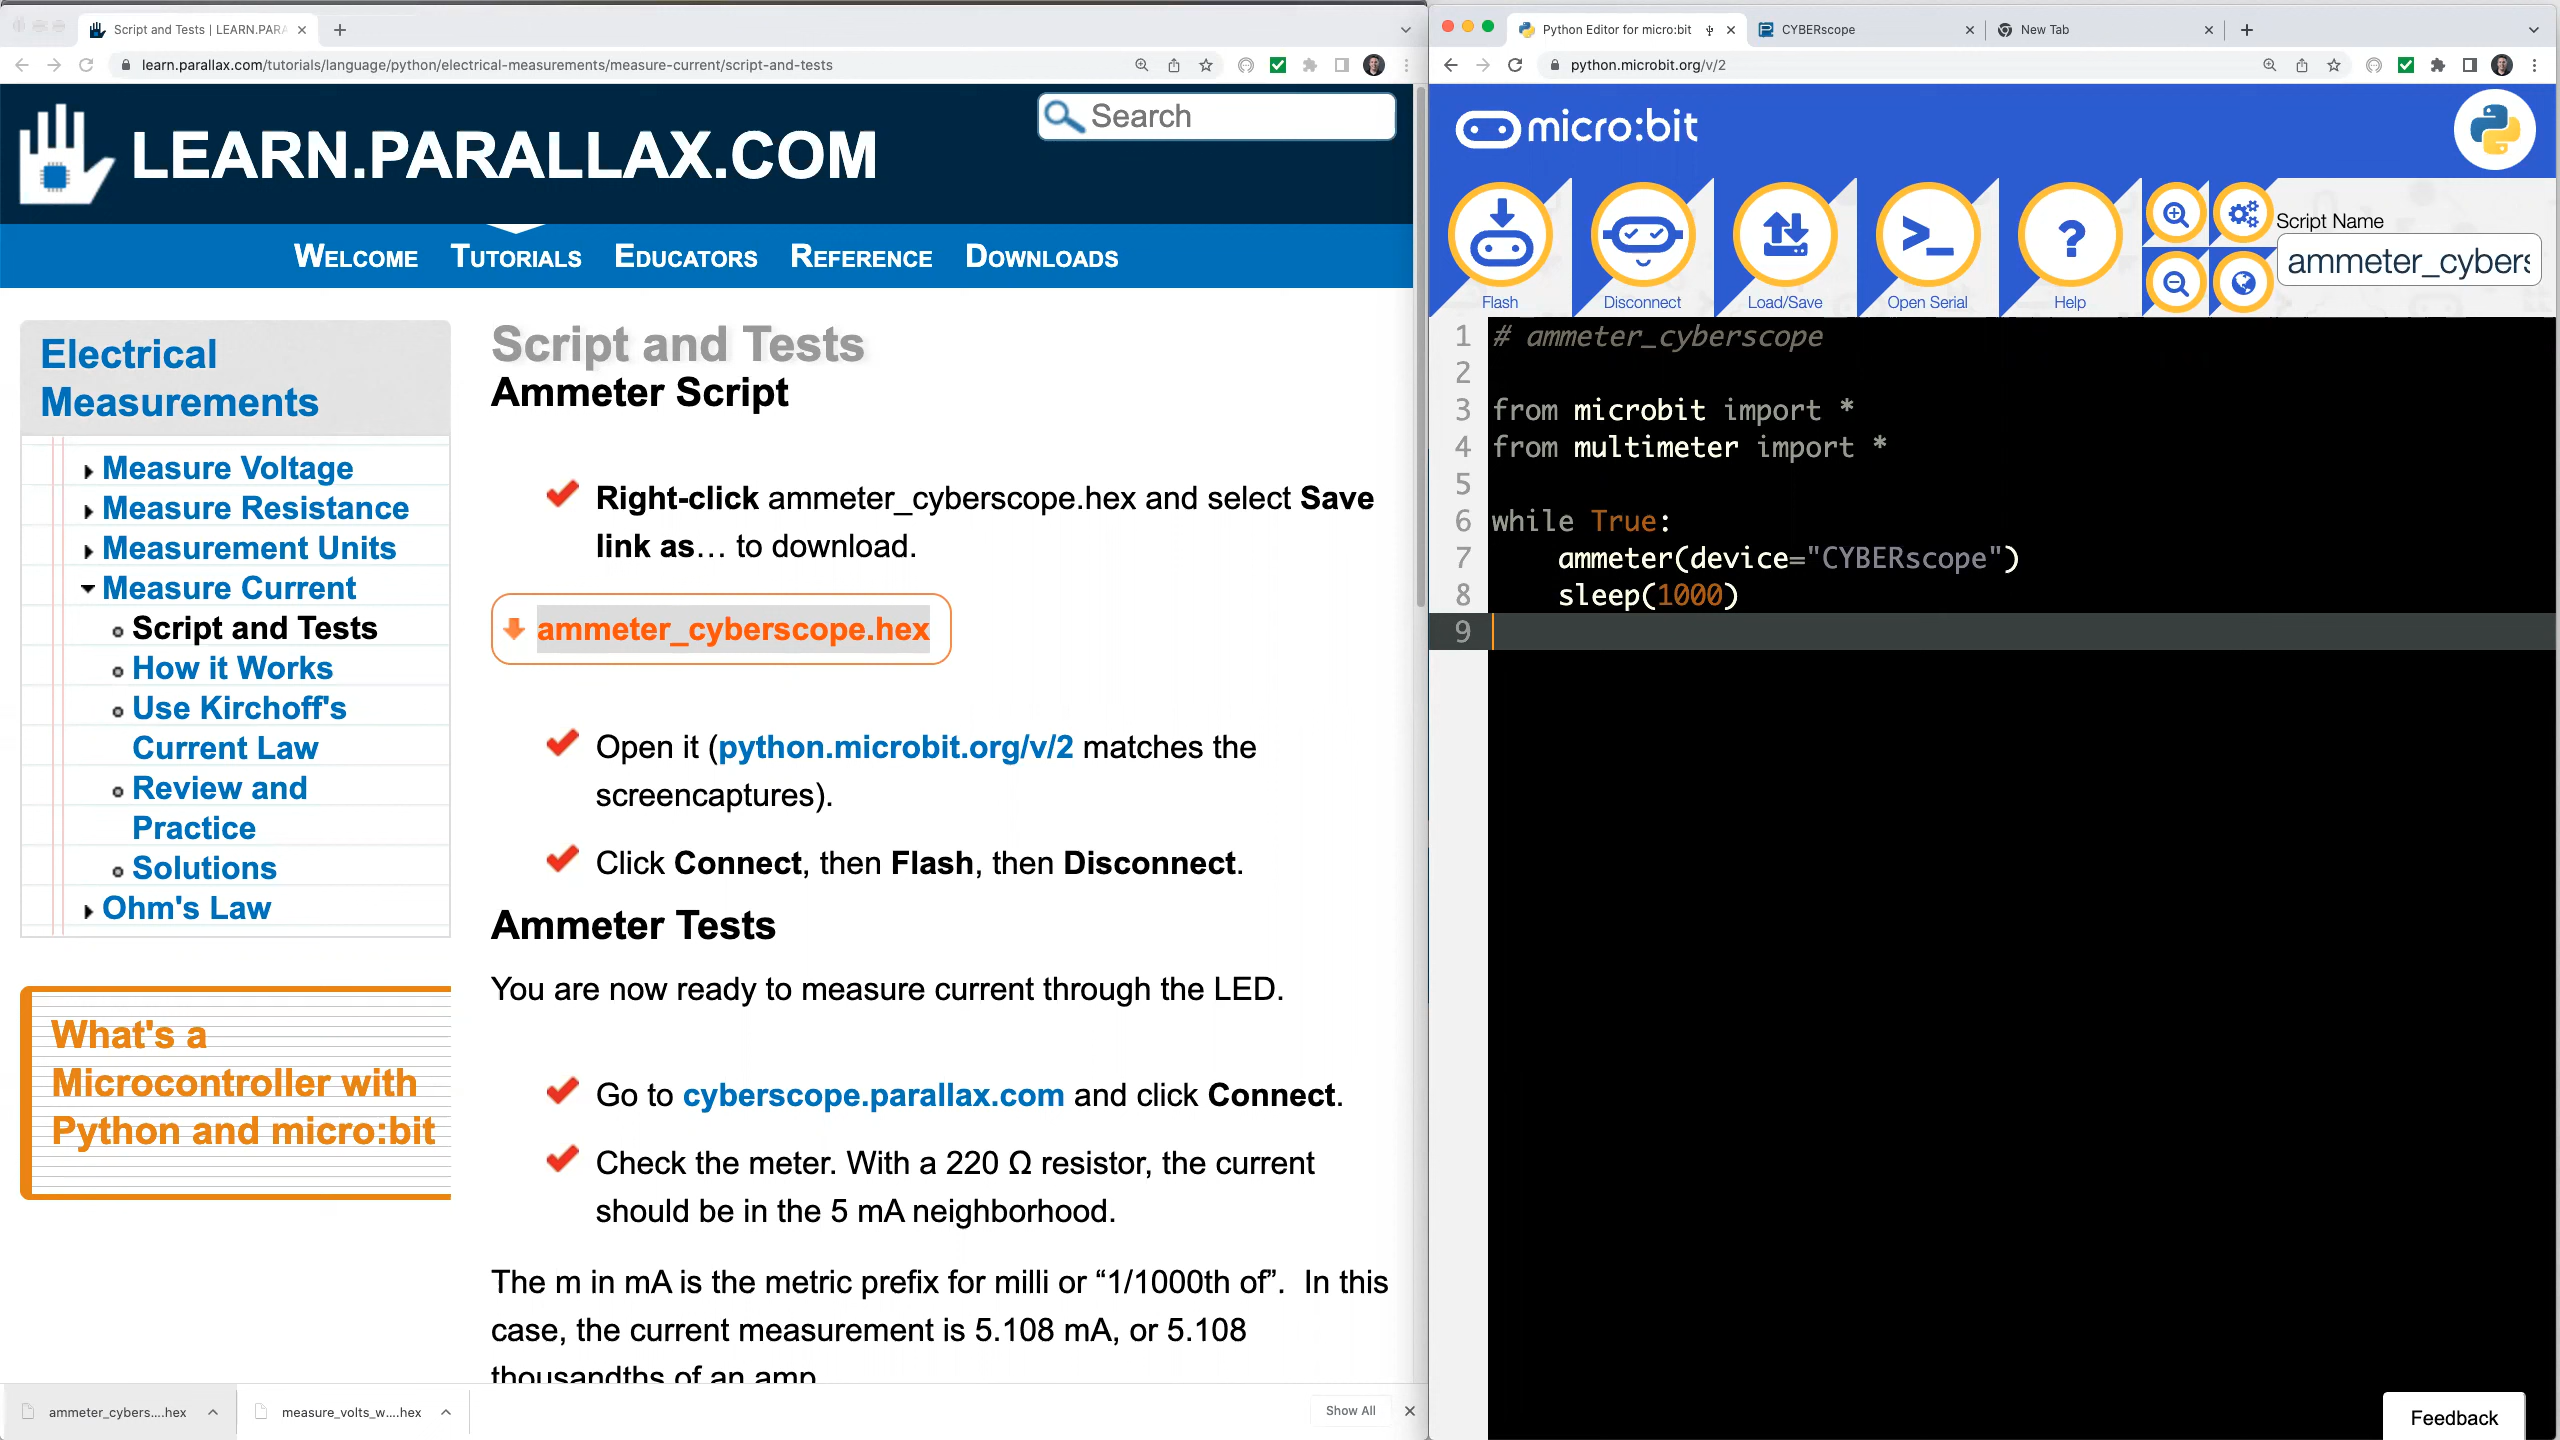 Script and Tests | LEARN.PARA
learn.parallax.com/tutorials/language/python/electrical-measurements/measure-current/script-and-tests
LEARN.PARALLAX.COM
Search
WELCOME TUTORIALS EDUCATORS REFERENCE DOWNLOADS
Electrical
Measurements
Measure Voltage
Measure Resistance
Measurement Units
Measure Current
Script and Tests
How it Works
Use Kirchoff's
Current Law
Review and
Practice
Solutions
Ohm's Law
What's a
Microcontroller with
Python and micro:bit
Script and Tests
Ammeter Script
Right-click ammeter_cyberscope.hex and select Save
link as… to download.
ammeter_cyberscope.hex
Open it (python.microbit.org/v/2 matches the
screencaptures).
Click Connect, then Flash, then Disconnect.
Ammeter Tests
You are now ready to measure current through the LED.
Go to cyberscope.parallax.com and click Connect.
Check the meter. With a 220 Ω resistor, the current
should be in the 5 mA neighborhood.
The m in mA is the metric prefix for milli or “1/1000th of”.  In this
case, the current measurement is 5.108 mA, or 5.108
thousandths of an amp
ammeter_cybers....hex
measure_volts_w....hex
Show All
Python Editor for micro:bit
CYBERscope
New Tab
python.microbit.org/v/2
micro:bit
Flash
Disconnect
Load/Save
Open Serial
Help
Script Name
ammeter_cybers
1 # ammeter_cyberscope
2
3 from microbit import *
4 from multimeter import *
5
6 while True:
7     ammeter(device="CYBERscope")
8     sleep(1000)
9
Feedback